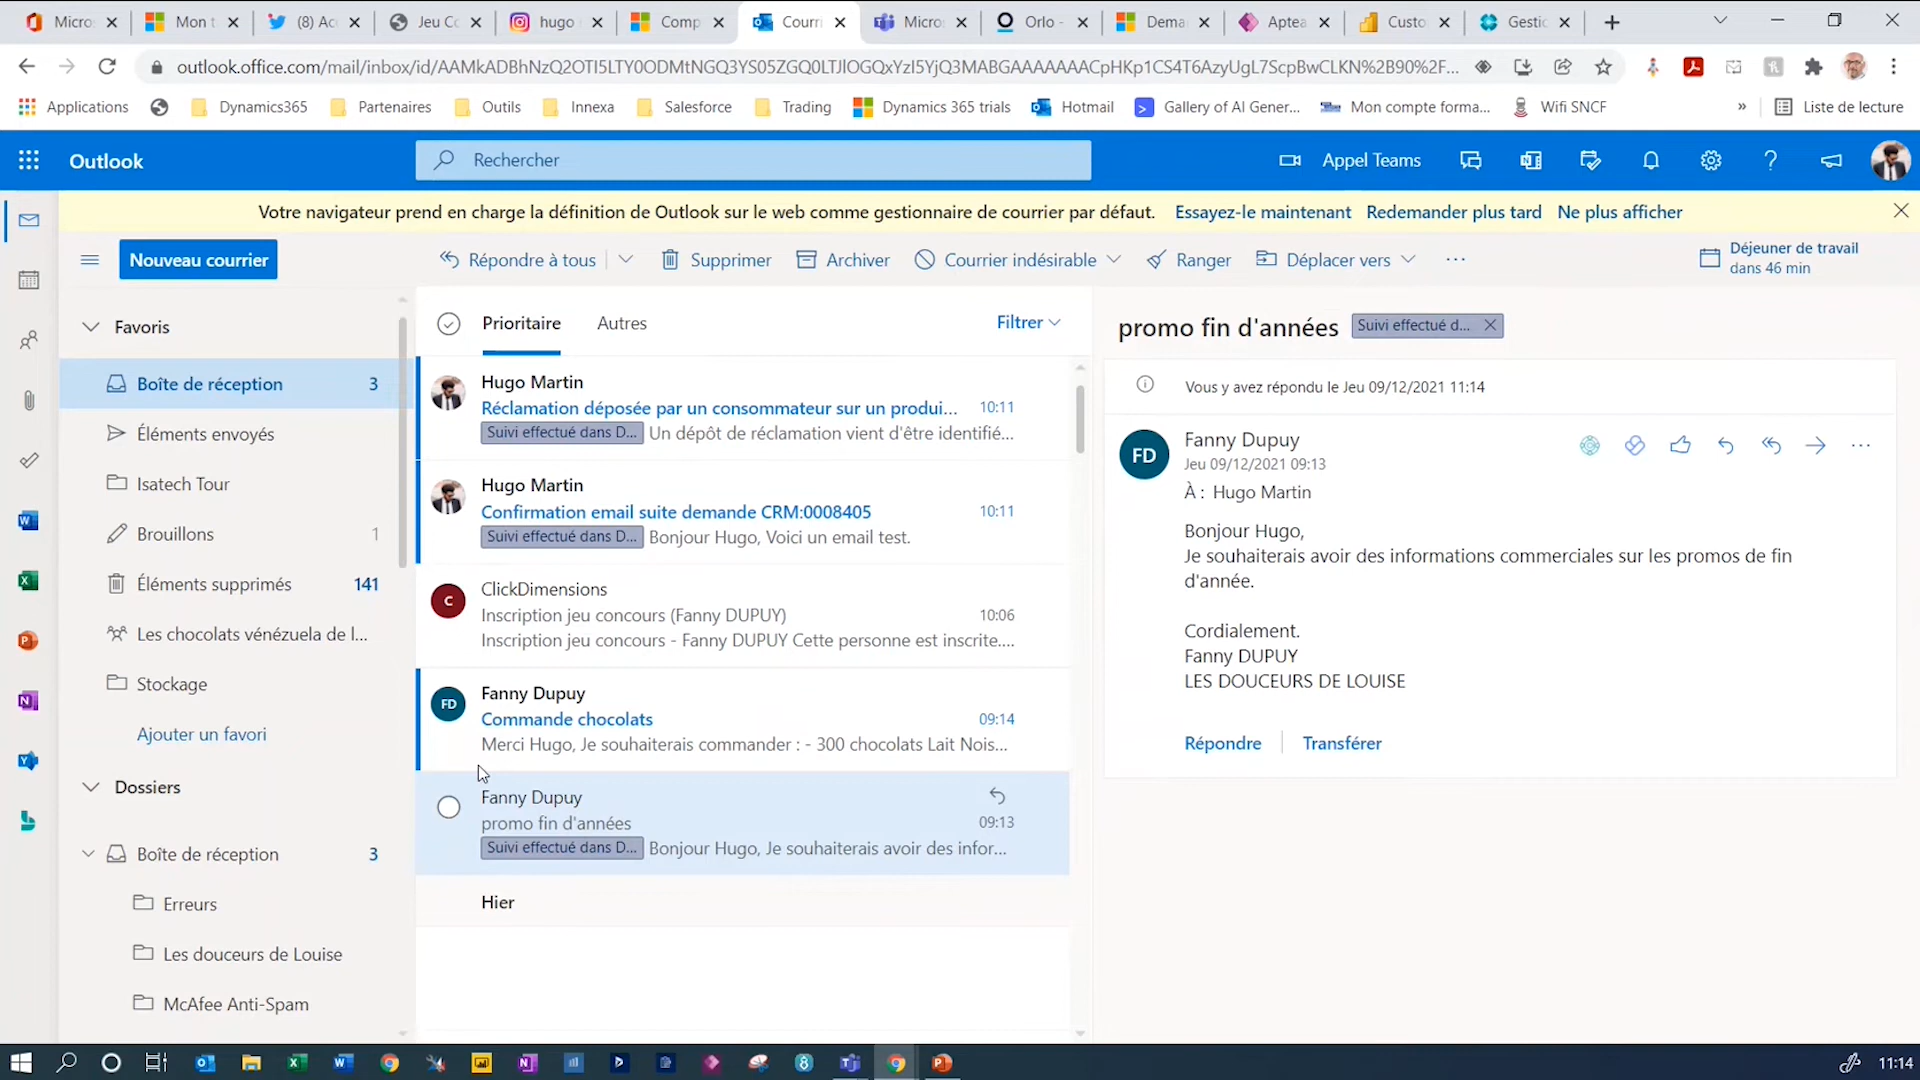 Micros
Mon t
(8) Acc
Jeu Co
hugo
Comp
Courri
Micros
Orlo -
Dema
Aptea
Custo
Gestio
outlook.office.com/mail/inbox/id/AAMkADBhNzQ2OTI5LTY0ODMtNGQ3YS05ZGQ0LTJlOGQxYzI5YjQ3MABGAAAAAAACpHKp1CS4T6AzyUgL7ScpBwCLKN%2B90%2F...
Applications
Dynamics365
Partenaires
Outils
Innexa
Salesforce
Trading
Dynamics 365 trials
Hotmail
Gallery of AI Gener...
Mon compte forma...
Wifi SNCF
»
Liste de lecture
Outlook
Rechercher
Appel Teams
Votre navigateur prend en charge la définition de Outlook sur le web comme gestionnaire de courrier par défaut. Essayez-le maintenant Redemander plus tard Ne plus afficher
Nouveau courrier
Répondre à tous
Supprimer
Archiver
Courrier indésirable
Ranger
Déplacer vers
Déjeuner de travail
dans 46 min
Favoris
Boîte de réception 3
Éléments envoyés
Isatech Tour
Brouillons 1
Éléments supprimés 141
Les chocolats vénézuela de l...
Stockage
Ajouter un favori
Dossiers
Boîte de réception 3
Erreurs
Les douceurs de Louise
McAfee Anti-Spam
Prioritaire
Autres
Filtrer
Hugo Martin
Réclamation déposée par un consommateur sur un produi... 10:11
Suivi effectué dans D... Un dépôt de réclamation vient d'être identifié...
Hugo Martin
Confirmation email suite demande CRM:0008405 10:11
Suivi effectué dans D... Bonjour Hugo, Voici un email test.
C
ClickDimensions
Inscription jeu concours (Fanny DUPUY) 10:06
Inscription jeu concours - Fanny DUPUY Cette personne est inscrite....
FD
Fanny Dupuy
Commande chocolats 09:14
Merci Hugo, Je souhaiterais commander : - 300 chocolats Lait Nois...
Fanny Dupuy
promo fin d'années 09:13
Suivi effectué dans D... Bonjour Hugo, Je souhaiterais avoir des infor...
Hier
promo fin d'années
Suivi effectué d...
Vous y avez répondu le Jeu 09/12/2021 11:14
FD
Fanny Dupuy
Jeu 09/12/2021 09:13
À : Hugo Martin
Bonjour Hugo,
Je souhaiterais avoir des informations commerciales sur les promos de fin
d'année.
Cordialement.
Fanny DUPUY
LES DOUCEURS DE LOUISE
Répondre
Transférer
11:14